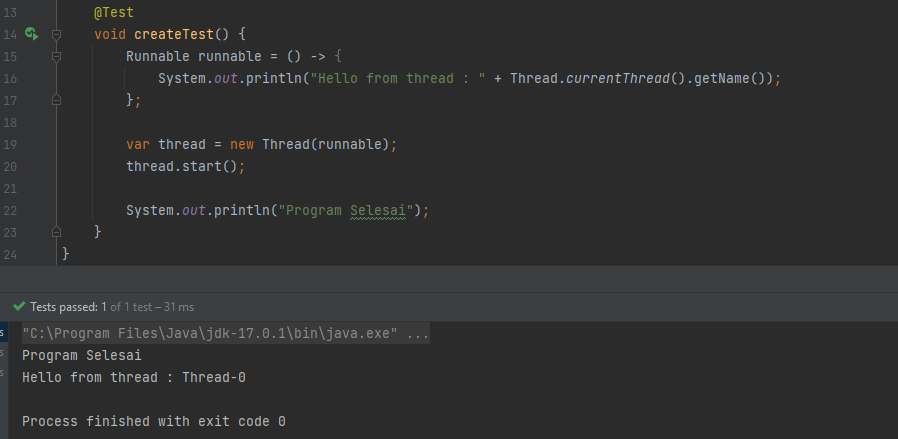 13 @Test
14 void createTest() {
15 Runnable runnable = () -> {
16 System.out.println("Hello from thread : " + Thread.currentThread().getName());
17 };
18
19 var thread = new Thread(runnable);
20 thread.start();
21
22 System.out.println("Program Selesai");
23 }
24 }
Tests passed: 1 of 1 test – 31 ms
"C:\Program Files\Java\jdk-17.0.1\bin\java.exe" ...
Program Selesai
Hello from thread : Thread-0
Process finished with exit code 0